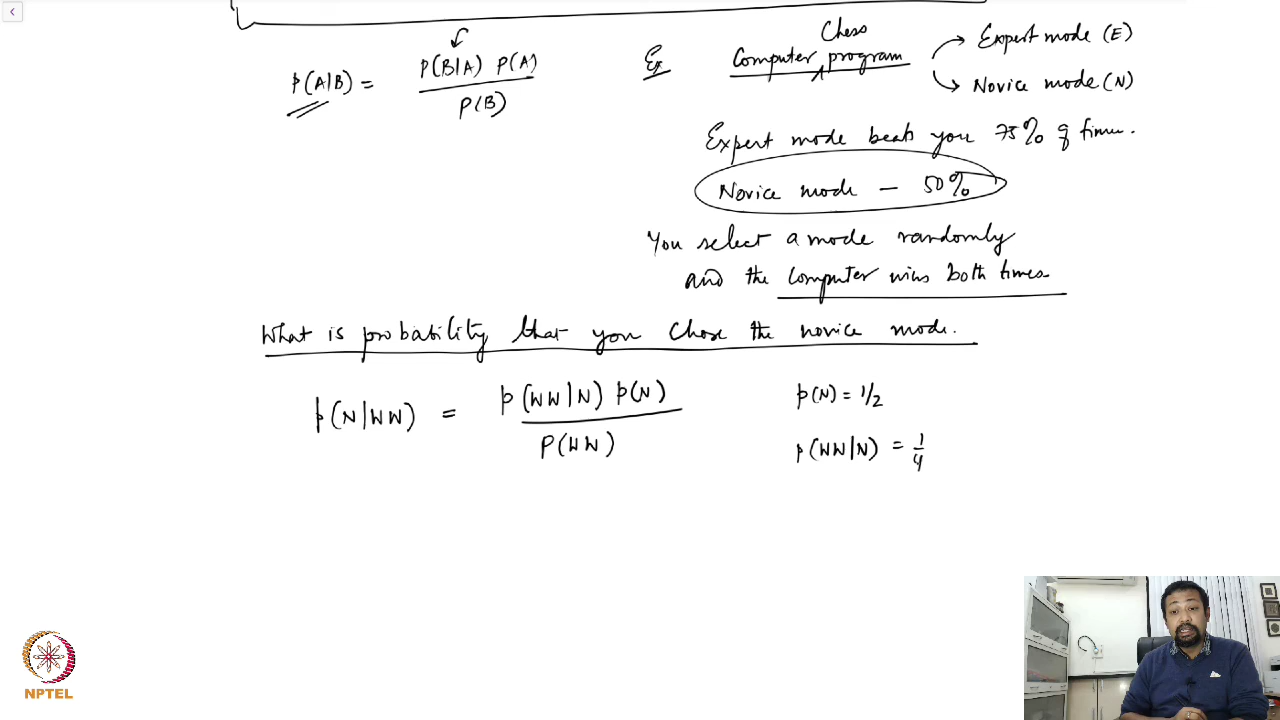 P(A|B) = P(B|A) P(A) / P(B)
Ex Computer Chess program
Expert mode (E)
Novice mode (N)
Expert mode beats you 75% of times.
Novice mode – 50%
You select a mode randomly
and the computer wins both times
What is probability that you chose the novice mode.
P(N|WW) = P(WW|N) P(N) / P(WW)
P(N) = 1/2
P(WW|N) = 1/4
NPTEL